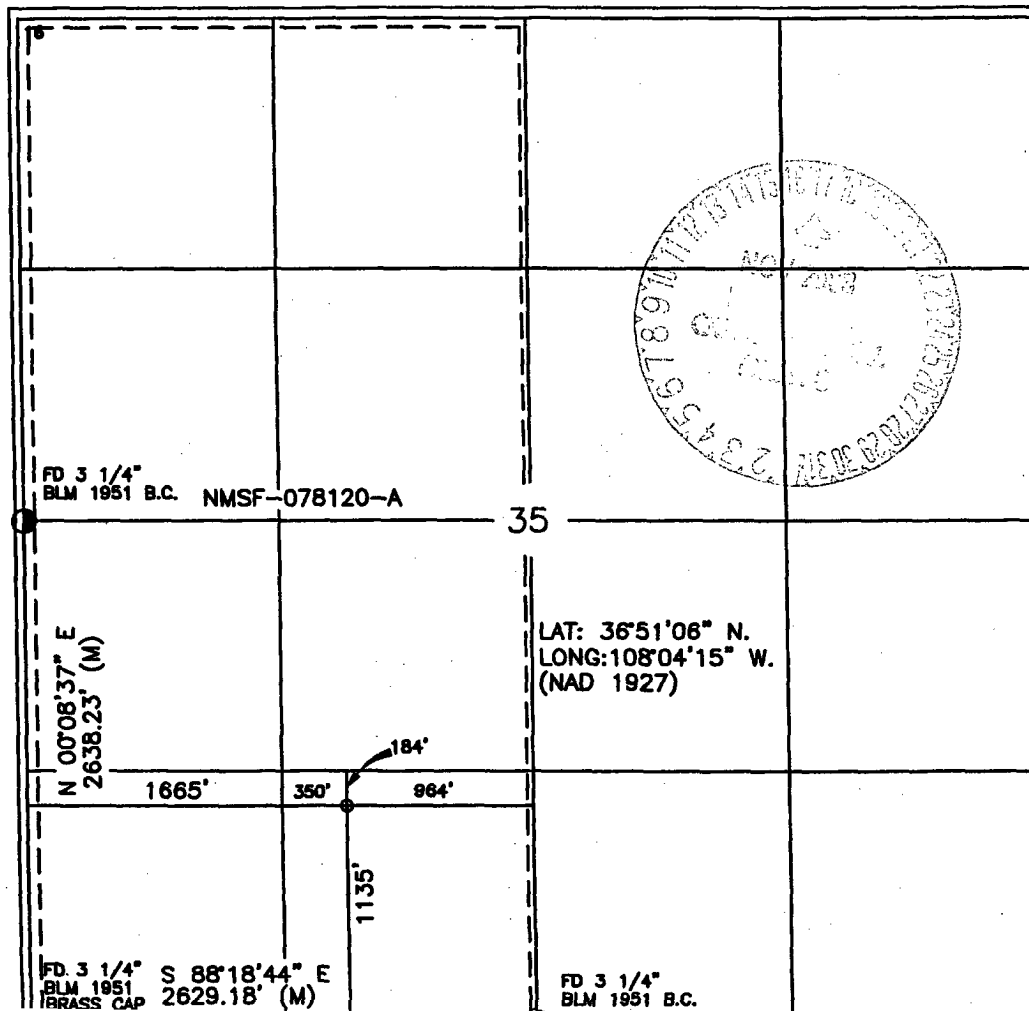 FD 3 1/4"
BLM 1951 B.C.
NMSF-078120-A
35
N 00°08'37" E
2638.23' (M)
LAT: 36°51'06" N.
LONG:108°04'15" W.
(NAD 1927)
184'
1665'
350'
964'
1135'
FD. 3 1/4"
BLM 1951
BRASS CAP
S 88°18'44" E
2629.18' (M)
FD 3 1/4"
BLM 1951 B.C.